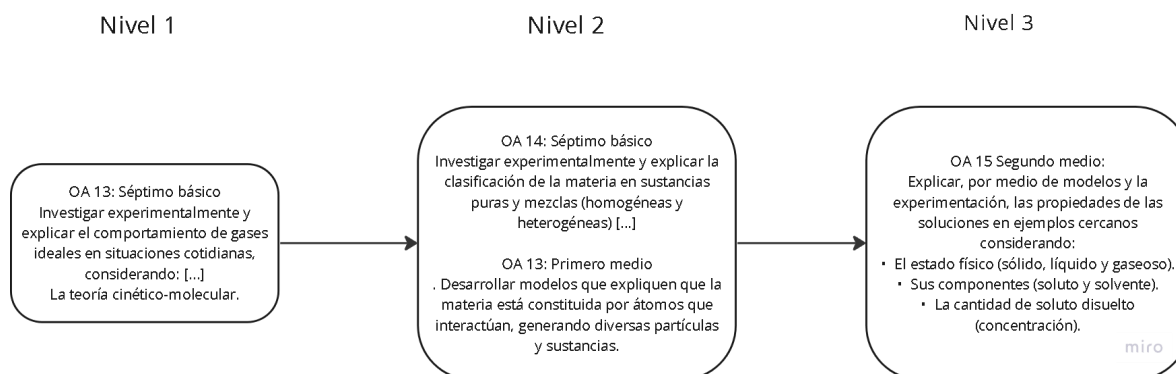 Nivel 1
Nivel 2
Nivel 3
OA 13: Séptimo básico
Investigar experimentalmente y
explicar el comportamiento de gases
ideales en situaciones cotidianas,
considerando: [...]
La teoría cinético-molecular.
OA 14: Séptimo básico
Investigar experimentalmente y explicar la
clasificación de la materia en sustancias
puras y mezclas (homogéneas y
heterogéneas) [...]
OA 13: Primero medio
. Desarrollar modelos que expliquen que la
materia está constituida por átomos que
interactúan, generando diversas partículas
y sustancias.
OA 15 Segundo medio:
Explicar, por medio de modelos y la
experimentación, las propiedades de las
soluciones en ejemplos cercanos
considerando:
• El estado físico (sólido, líquido y gaseoso).
• Sus componentes (soluto y solvente).
• La cantidad de soluto disuelto
(concentración).
miro